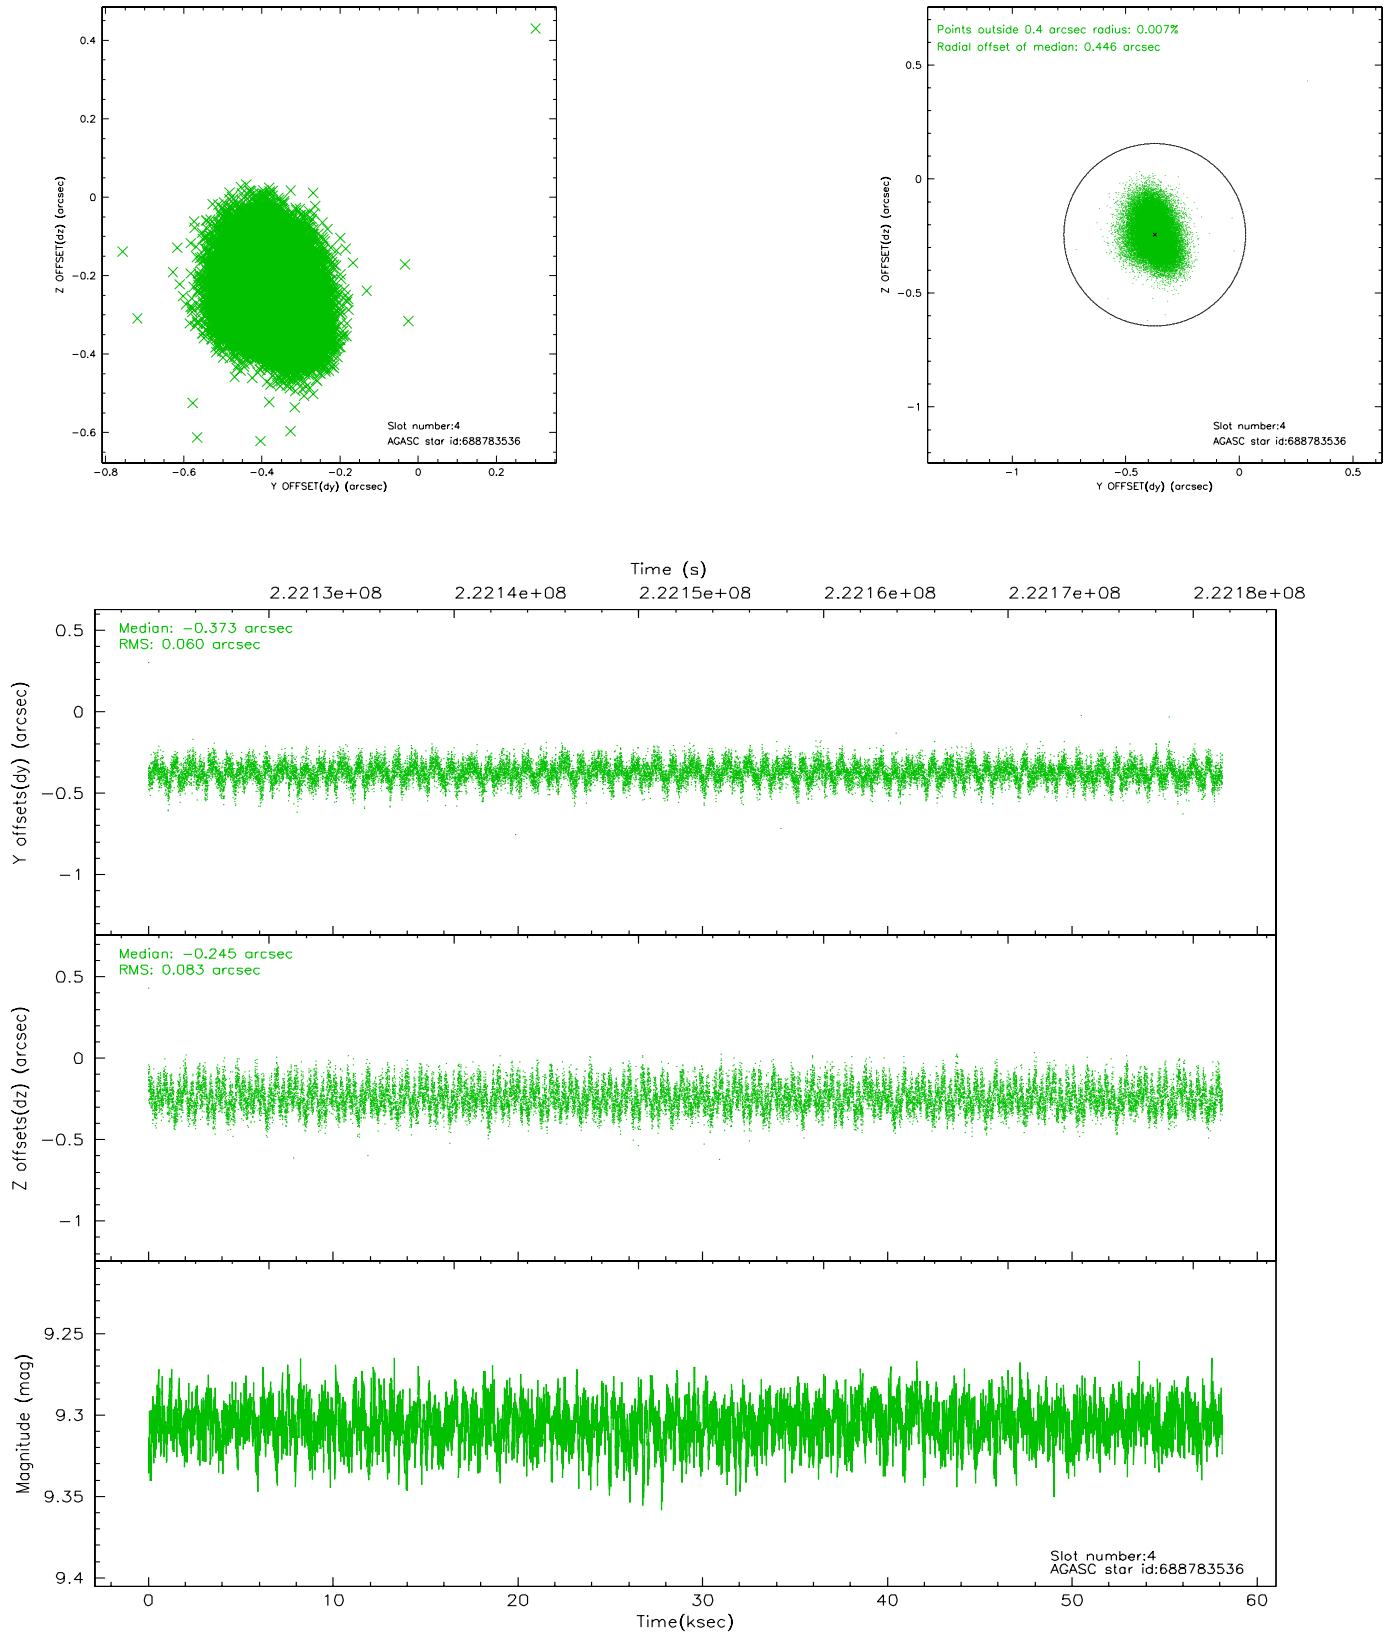 0.4
0.2
0
−0.2
−0.4
−0.6
Z OFFSET(dz) (arcsec)
−0.8 −0.6 −0.4 −0.2 0 0.2
Y OFFSET(dy) (arcsec)
Slot number:4
AGASC star id:688783536
Points outside 0.4 arcsec radius: 0.007%
Radial offset of median: 0.446 arcsec
0.5
0
−0.5
−1
Z OFFSET(dz) (arcsec)
−1 −0.5 0 0.5
Y OFFSET(dy) (arcsec)
Slot number:4
AGASC star id:688783536
Time (s)
2.2213e+08 2.2214e+08 2.2215e+08 2.2216e+08 2.2217e+08 2.2218e+08
Median: −0.373 arcsec
RMS: 0.060 arcsec
0.5
0
−0.5
−1
Y offsets(dy) (arcsec)
Median: −0.245 arcsec
RMS: 0.083 arcsec
0.5
0
−0.5
−1
Z offsets(dz) (arcsec)
9.25
9.3
9.35
9.4
Magnitude (mag)
Slot number:4
AGASC star id:688783536
0 10 20 30 40 50 60
Time(ksec)